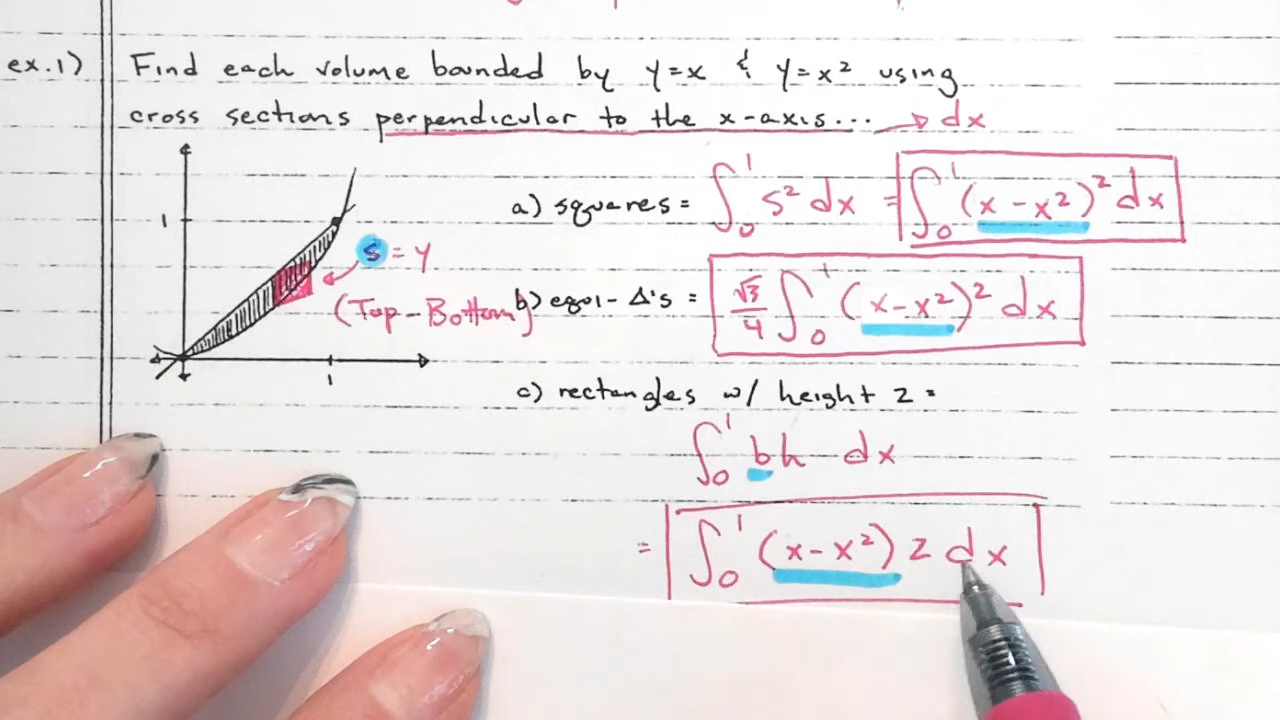 ex.1) Find each volume bounded by y=x & y=x² using
cross sections perpendicular to the x-axis... → dx
a) squares = ∫₀¹ s² dx = ∫₀¹ (x-x²)² dx
1
s = y
(Top-Bottom)
b) equi-Δ's = √3/4 ∫₀¹ (x-x²)² dx
1
c) rectangles w/ height 2 =
∫₀¹ bh dx
= ∫₀¹ (x-x²) 2 dx